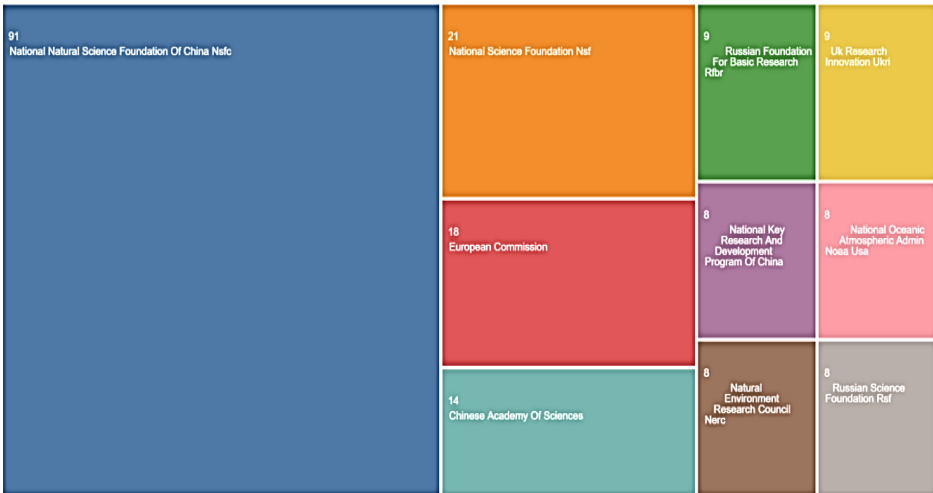 91
National Natural Science Foundation Of China Nsfc
21
National Science Foundation Nsf
18
European Commission
14
Chinese Academy Of Sciences
9
Russian Foundation
For Basic Research
Rfbr
9
Uk Research
Innovation Ukri
8
National Key
Research And
Development
Program Of China
8
National Oceanic
Atmospheric Admin
Noaa Usa
8
Natural
Environment
Research Council
Nerc
8
Russian Science
Foundation Rsf